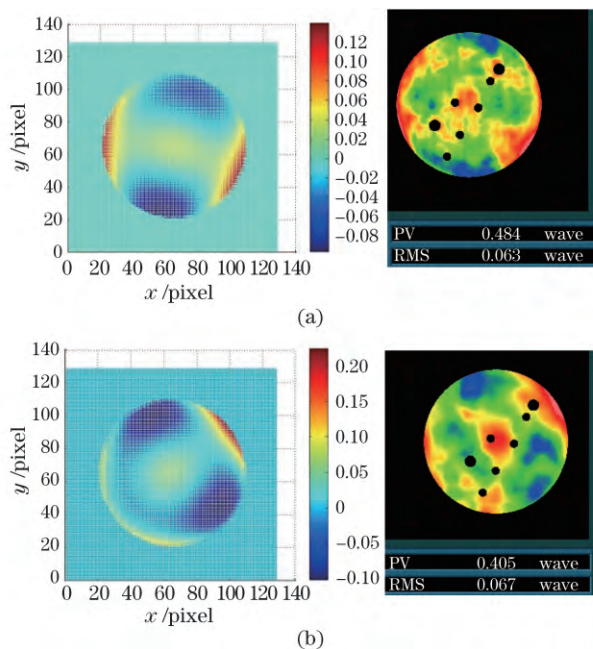 140
120
100
80
60
40
20
0
y /pixel
0 20 40 60 80 100 120 140
x /pixel
0.12
0.10
0.08
0.06
0.04
0.02
0
−0.02
−0.04
−0.06
−0.08
PV 0.484 wave
RMS 0.063 wave
(a)
140
120
100
80
60
40
20
0
y /pixel
0 20 40 60 80 100 120 140
x /pixel
0.20
0.15
0.10
0.05
0
−0.05
−0.10
PV 0.405 wave
RMS 0.067 wave
(b)